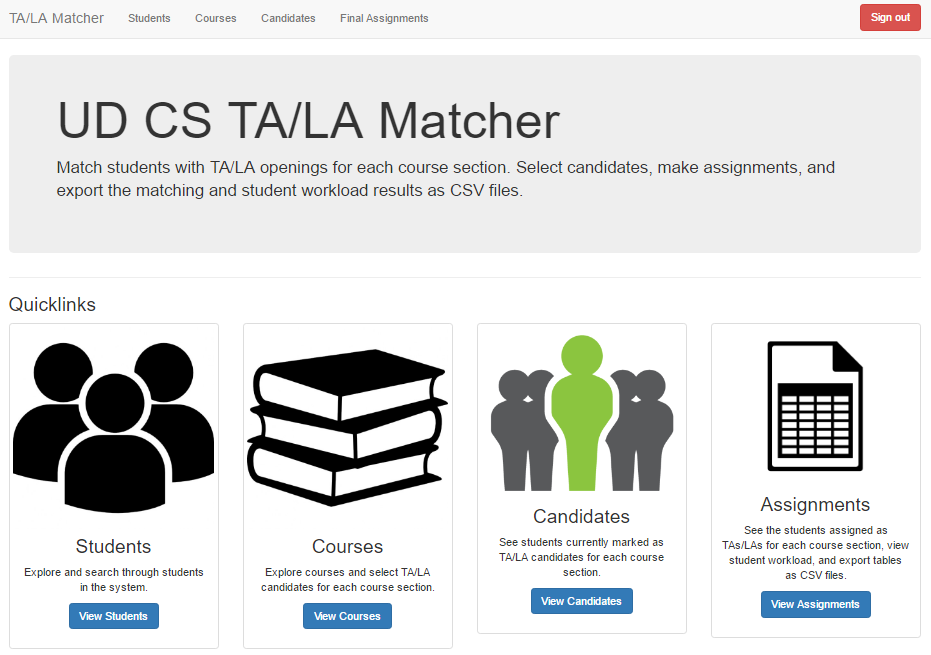 TA/LA Matcher Students Courses Candidates Final Assignments Sign out
UD CS TA/LA Matcher
Match students with TA/LA openings for each course section. Select candidates, make assignments, and
export the matching and student workload results as CSV files.
Quicklinks
Students
Explore and search through students
in the system.
View Students
Courses
Explore courses and select TA/LA
candidates for each course section.
View Courses
Candidates
See students currently marked as
TA/LA candidates for each course
section.
View Candidates
Assignments
See the students assigned as
TAs/LAs for each course section, view
student workload, and export tables
as CSV files.
View Assignments